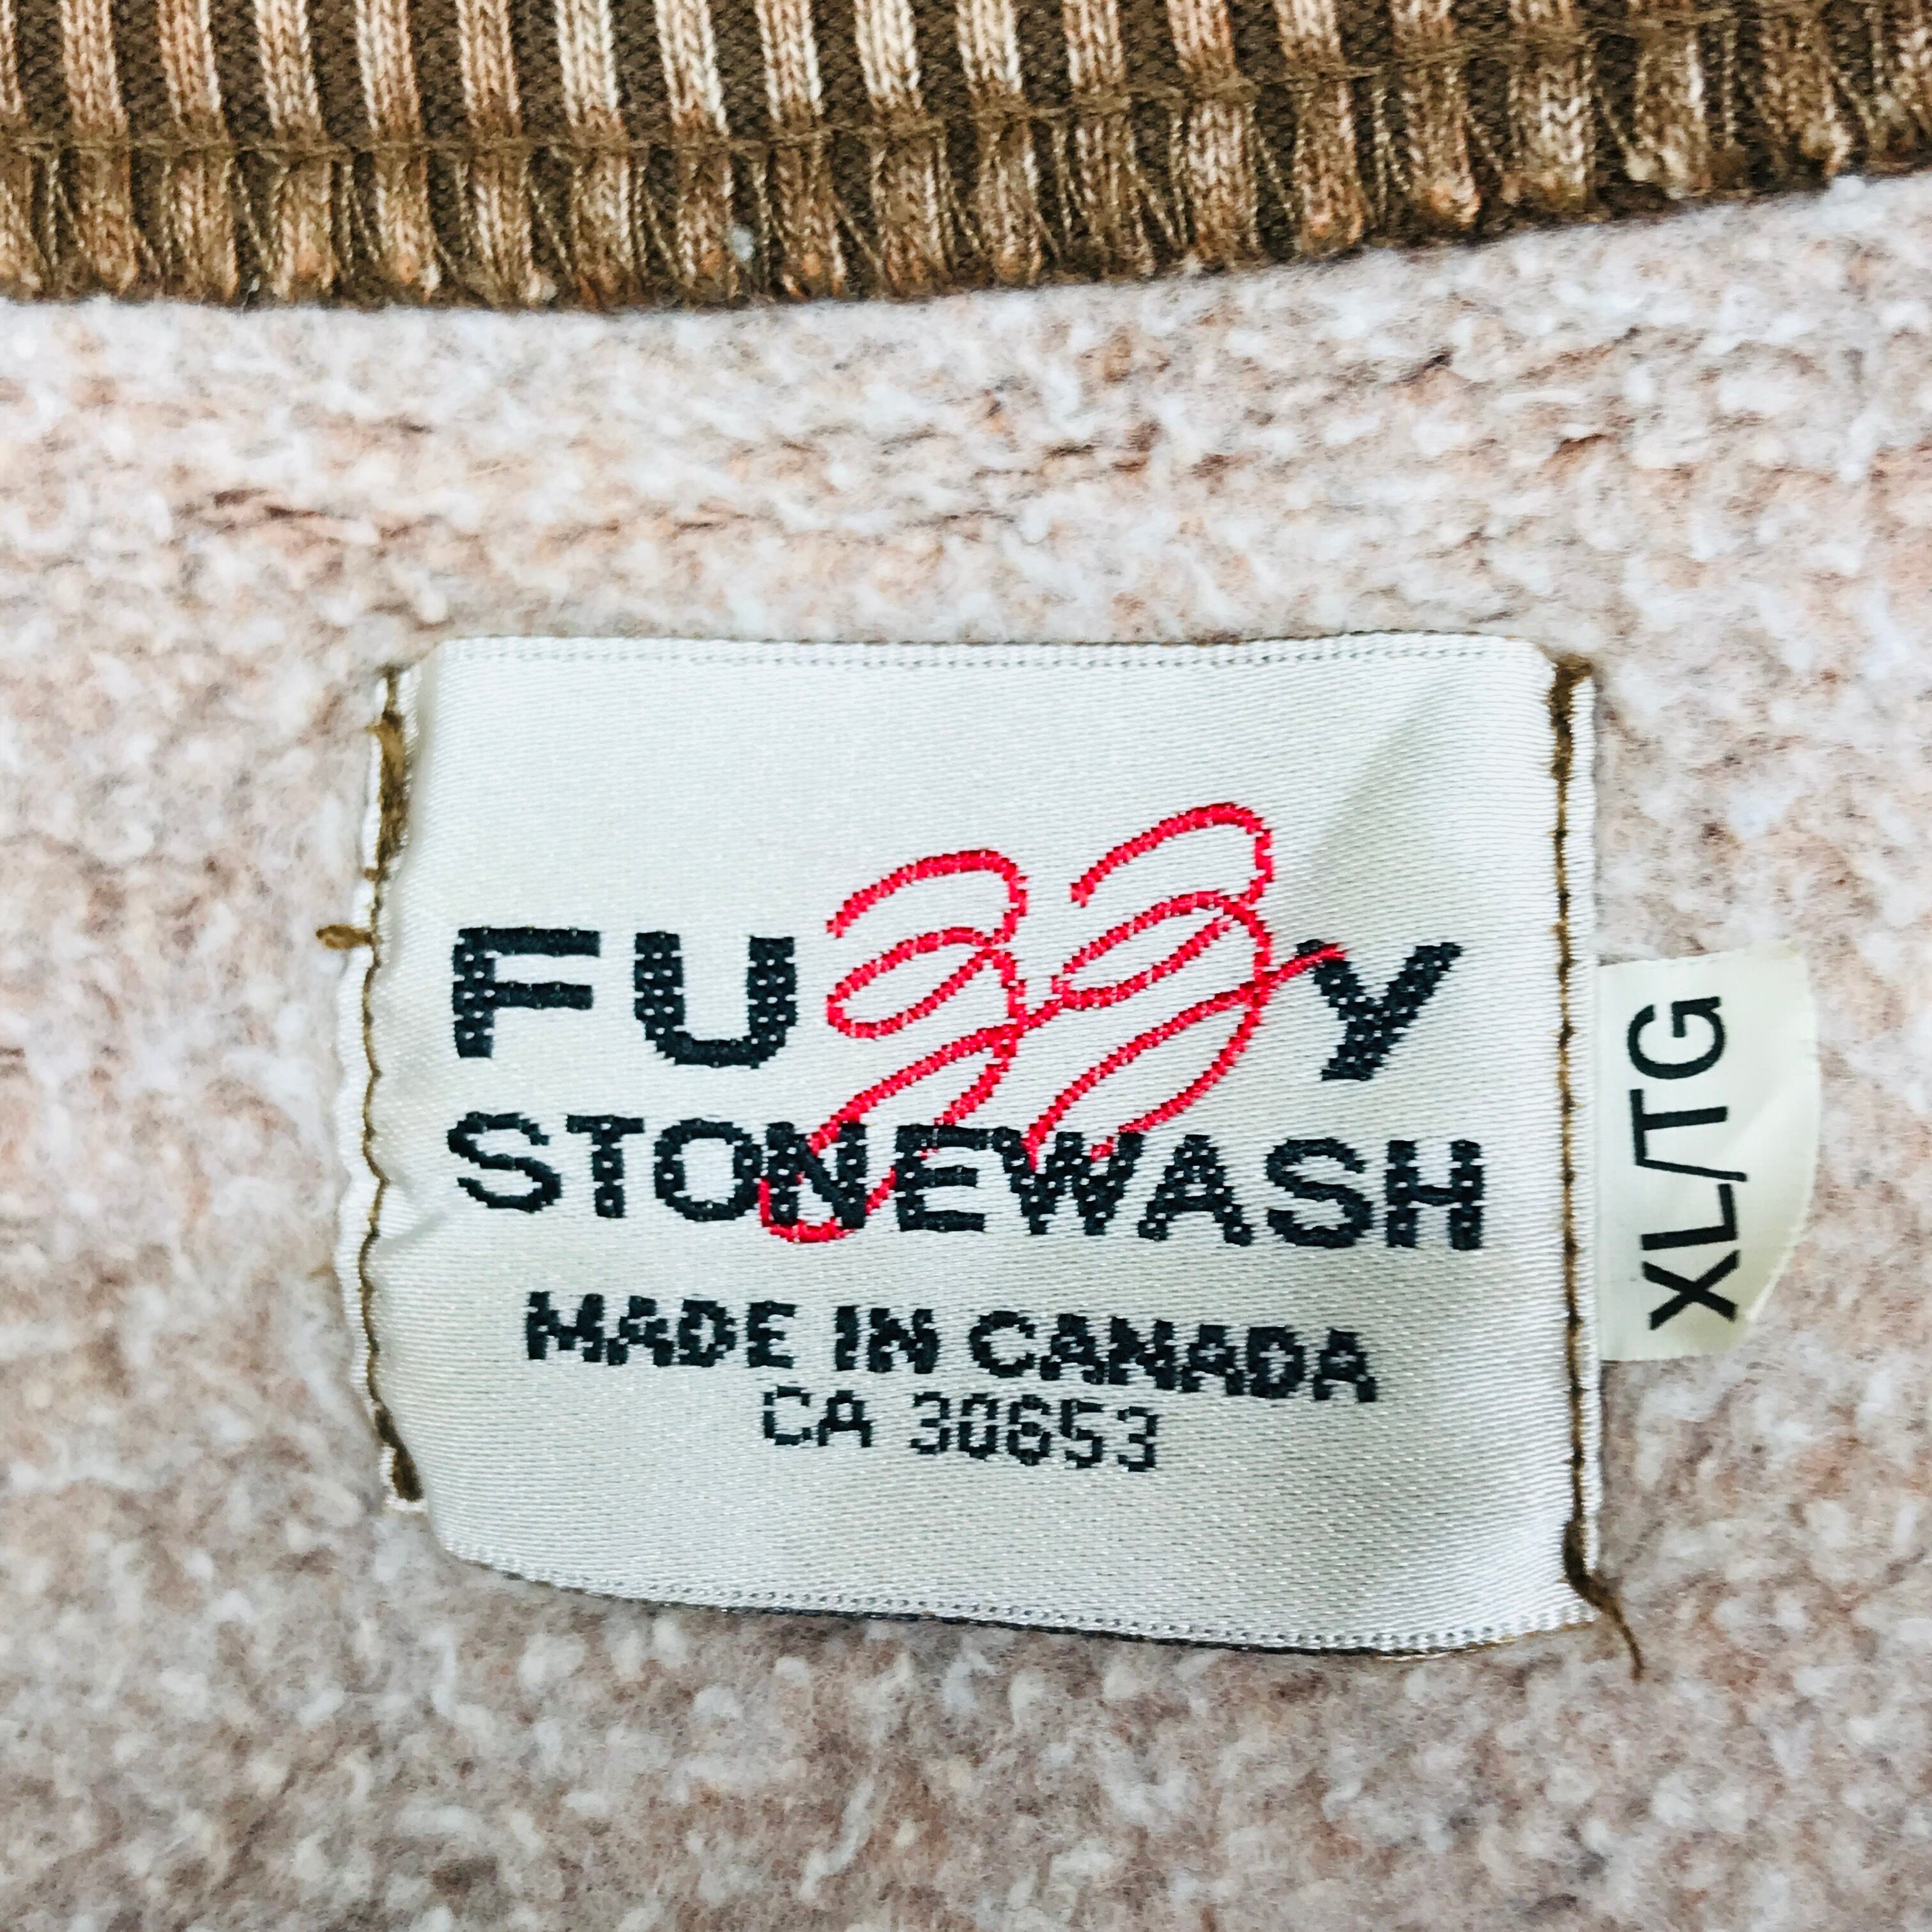 FUzzY
STONEWASH
MADE IN CANADA
CA 30653
XL/TG